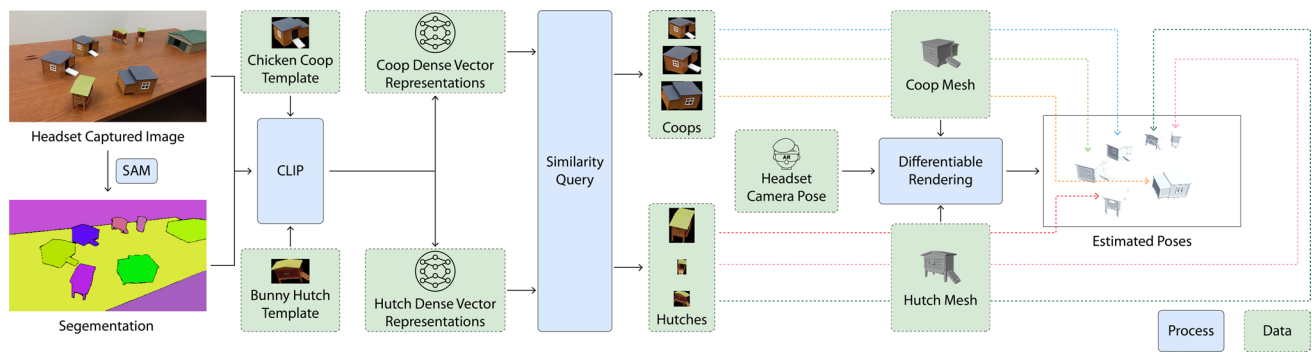 Headset Captured Image
SAM
Segementation
Chicken Coop
Template
CLIP
Bunny Hutch
Template
Coop Dense Vector
Representations
Hutch Dense Vector
Representations
Similarity
Query
Coops
Hutches
AR
Headset
Camera Pose
Coop Mesh
Differentiable
Rendering
Hutch Mesh
Estimated Poses
Process
Data